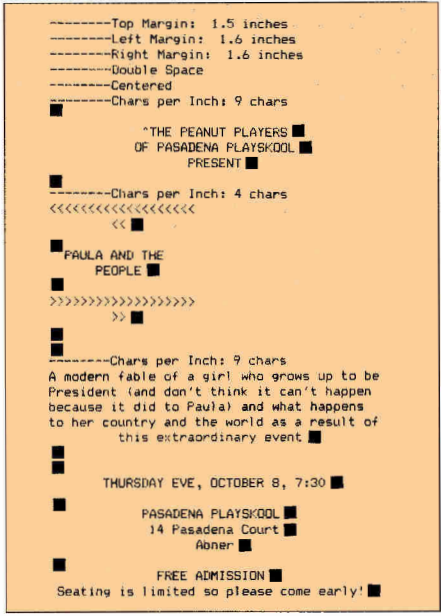 --------Top Margin: 1.5 inches
--------Left Margin: 1.6 inches
--------Right Margin: 1.6 inches
--------Double Space
--------Centered
--------Chars per Inch: 9 chars
^THE PEANUT PLAYERS
OF PASADENA PLAYSKOOL
PRESENT
--------Chars per Inch: 4 chars
<<<<<<<<<<<<<<<<<<<
<<
PAULA AND THE
PEOPLE
>>>>>>>>>>>>>>>>>>>
>>
--------Chars per Inch: 9 chars
A modern fable of a girl who grows up to be
President (and don't think it can't happen
because it did to Paula) and what happens
to her country and the world as a result of
this extraordinary event
THURSDAY EVE, OCTOBER 8, 7:30
PASADENA PLAYSKOOL
14 Pasadena Court
Abner
FREE ADMISSION
Seating is limited so please come early!